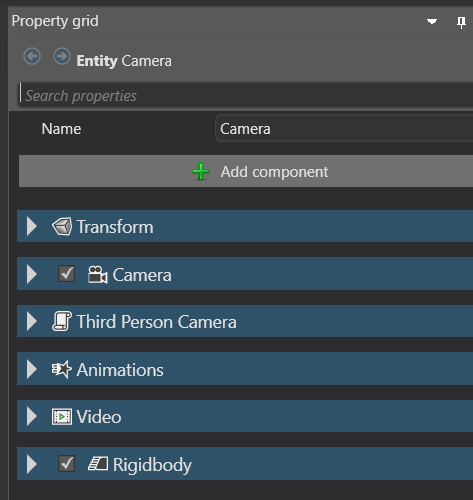 Property grid
Entity Camera
Search properties
Name Camera
Add component
Transform
Camera
Third Person Camera
Animations
Video
Rigidbody